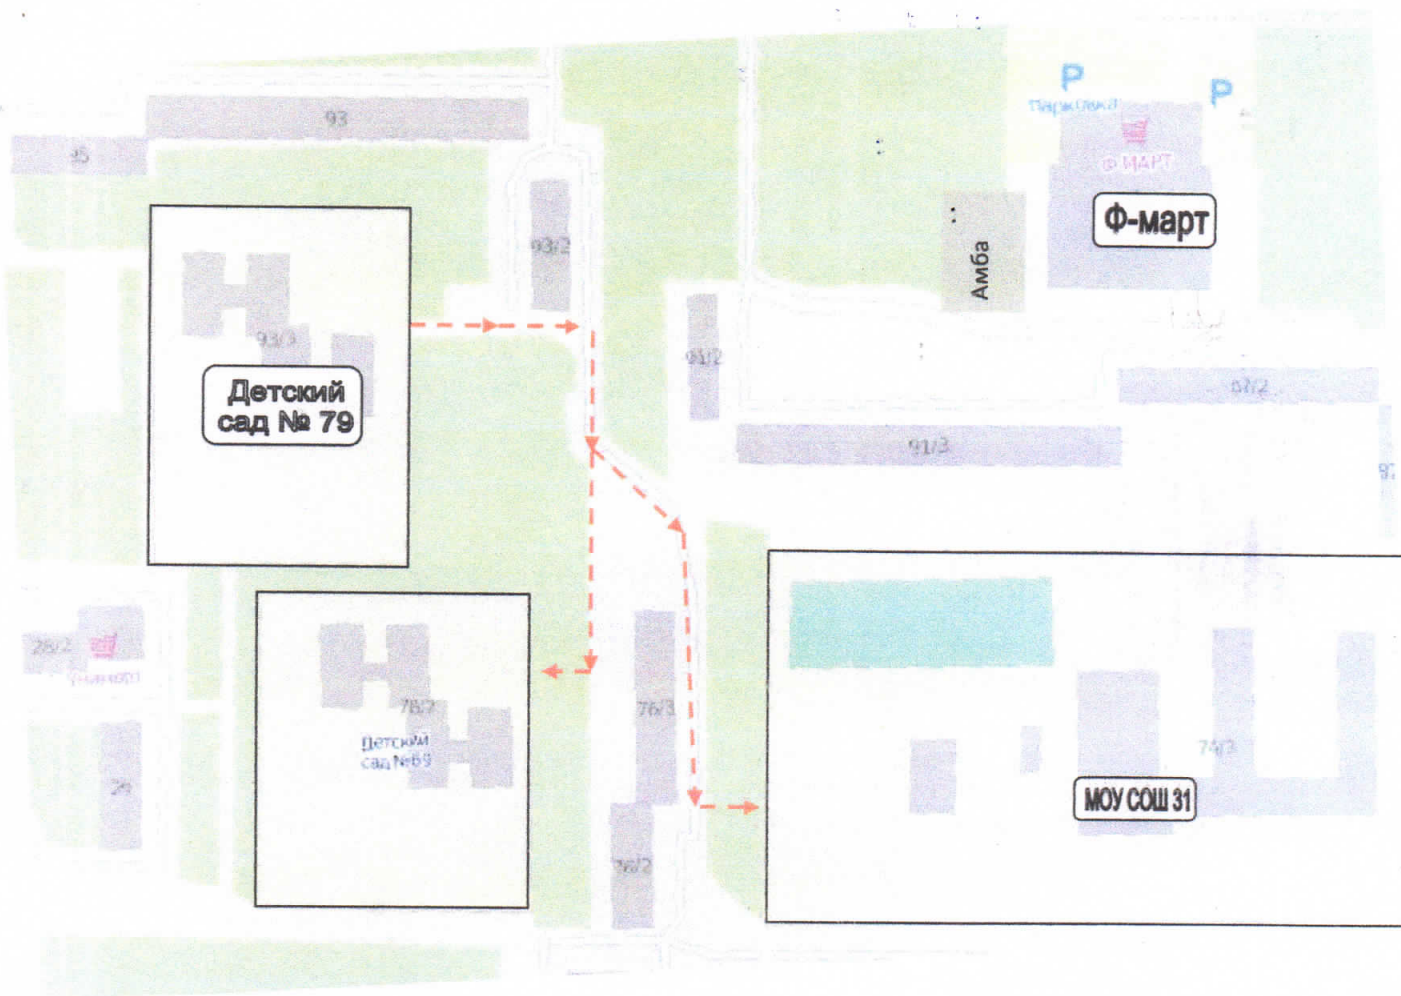 P
Парковка
P
93
95
Ф МАРТ
Ф-март
93/2
Амба
93/3
91/2
87/2
Детский
сад № 79
91/3
28/2
78/2
76/3
Детский
сад №69
74/3
МОУ СОШ 31
76/2